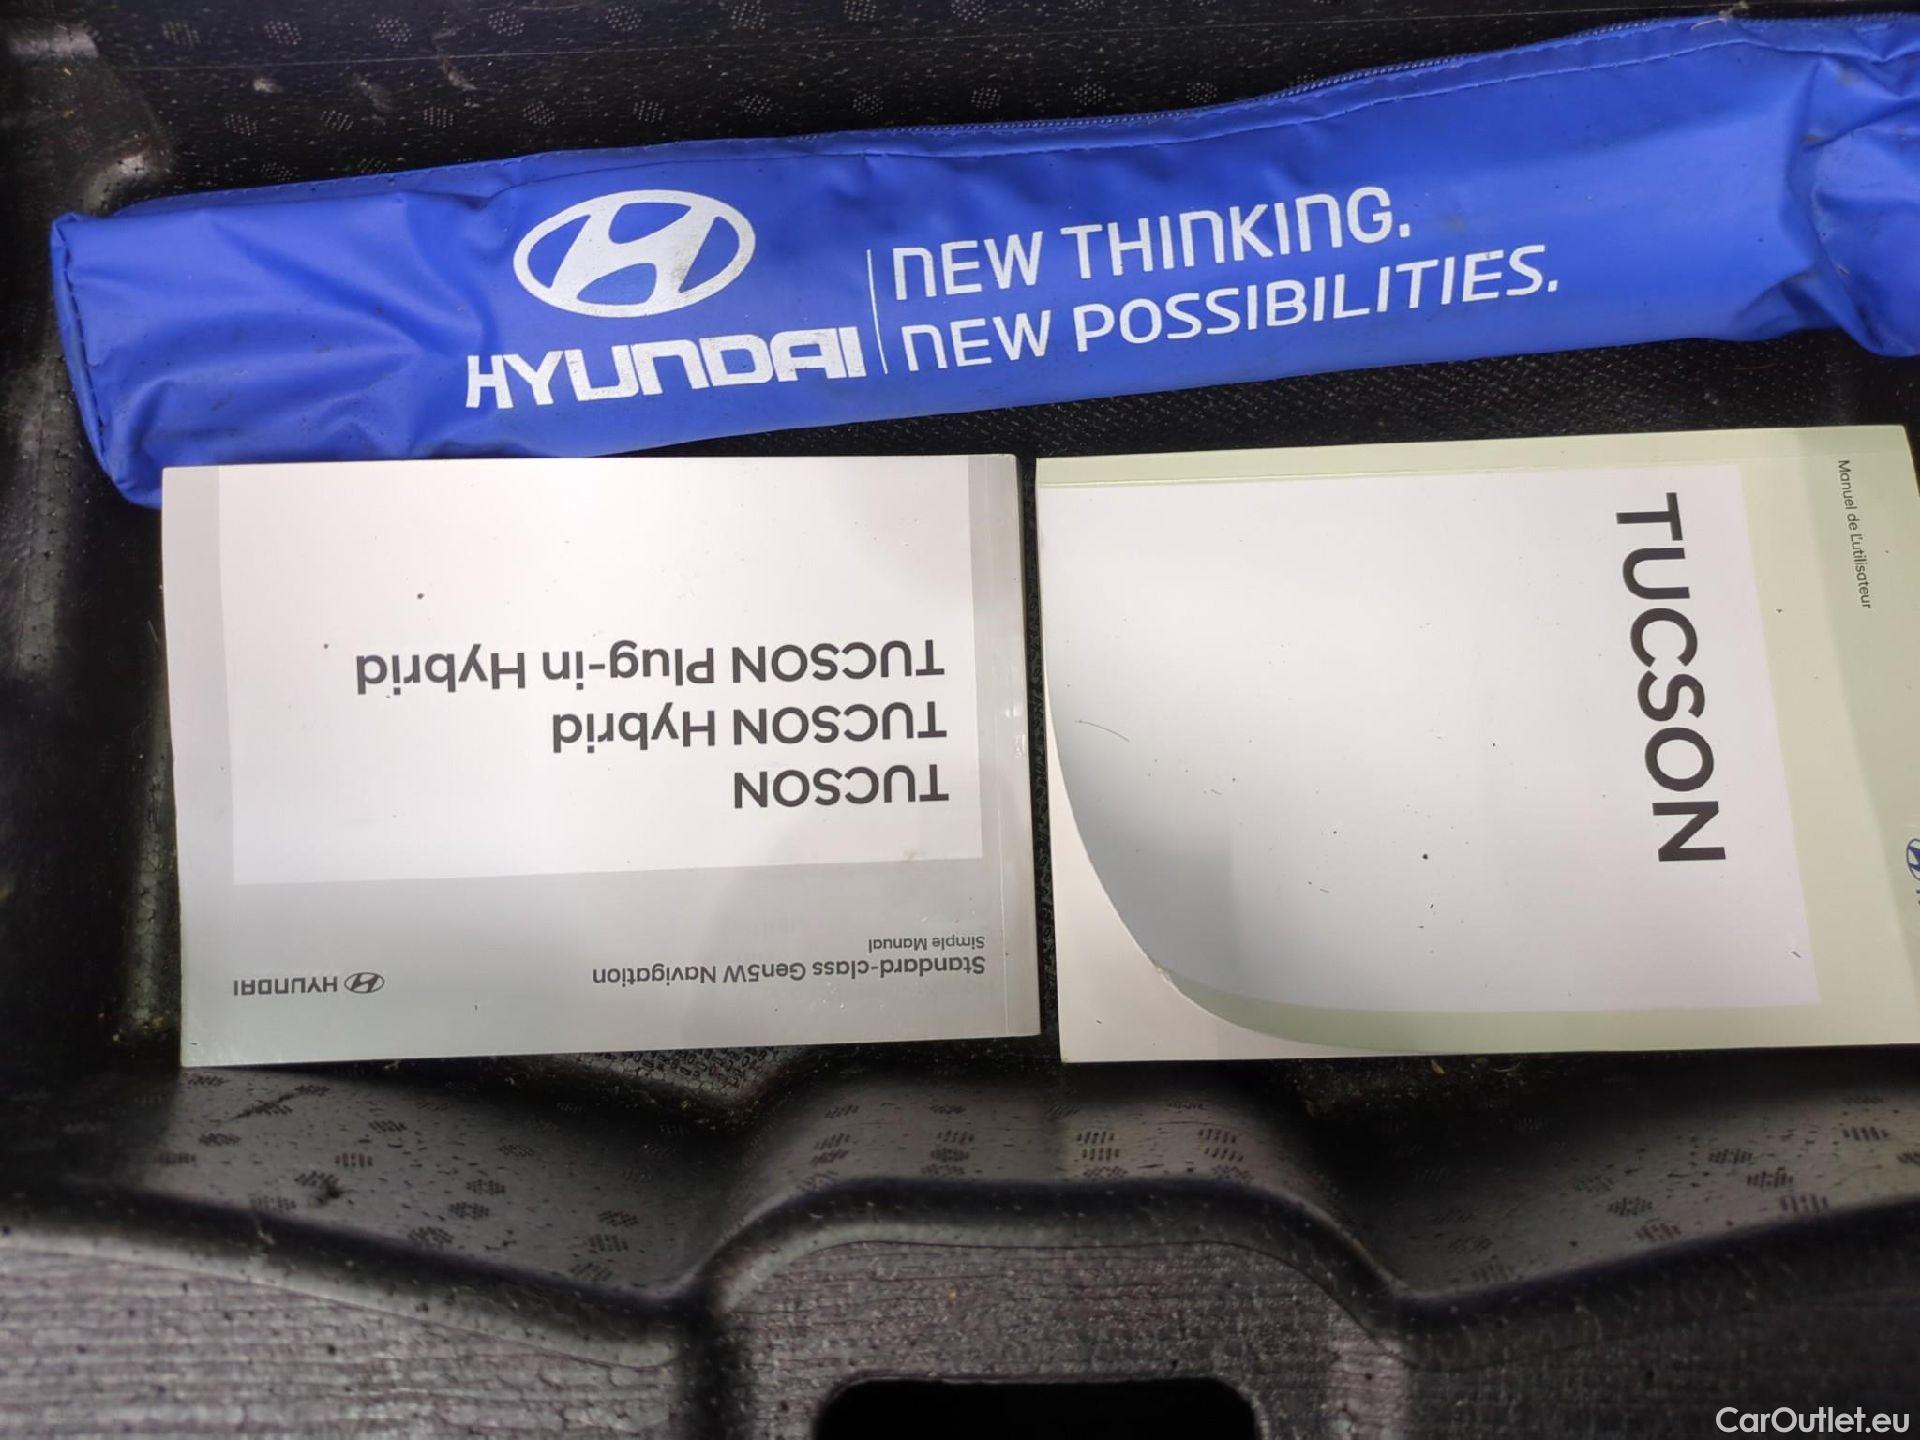 HYUNDAI
NEW THINKING.
NEW POSSIBILITIES.
Standard-class Gen5W Navigation
Simple Manual
HYUNDAI
TUCSON
TUCSON Hybrid
TUCSON Plug-in Hybrid
Manuel de L'utilisateur
TUCSON
CarOutlet.eu